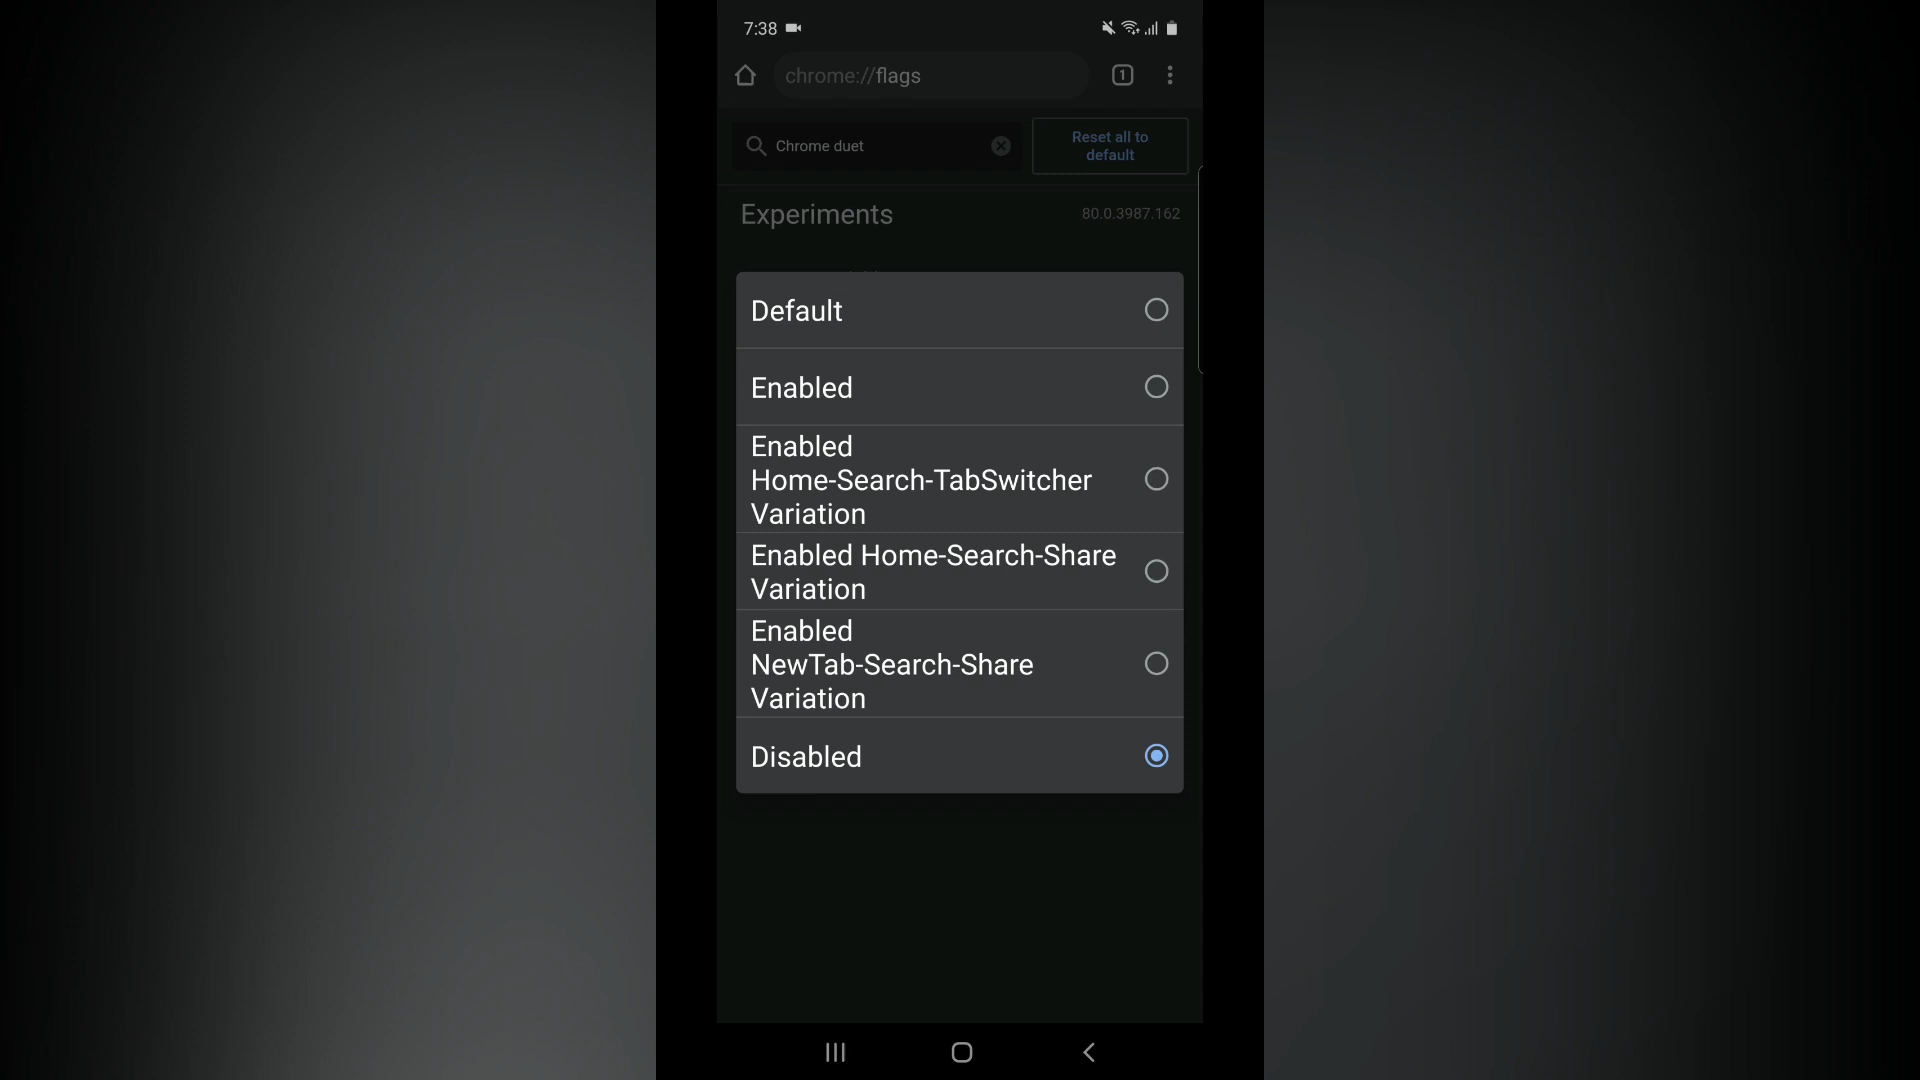 7:38
chrome://flags
1
Chrome duet
Reset all to
default
Experiments
80.0.3987.162
Default
Enabled
Enabled
Home-Search-TabSwitcher
Variation
Enabled Home-Search-Share
Variation
Enabled
NewTab-Search-Share
Variation
Disabled